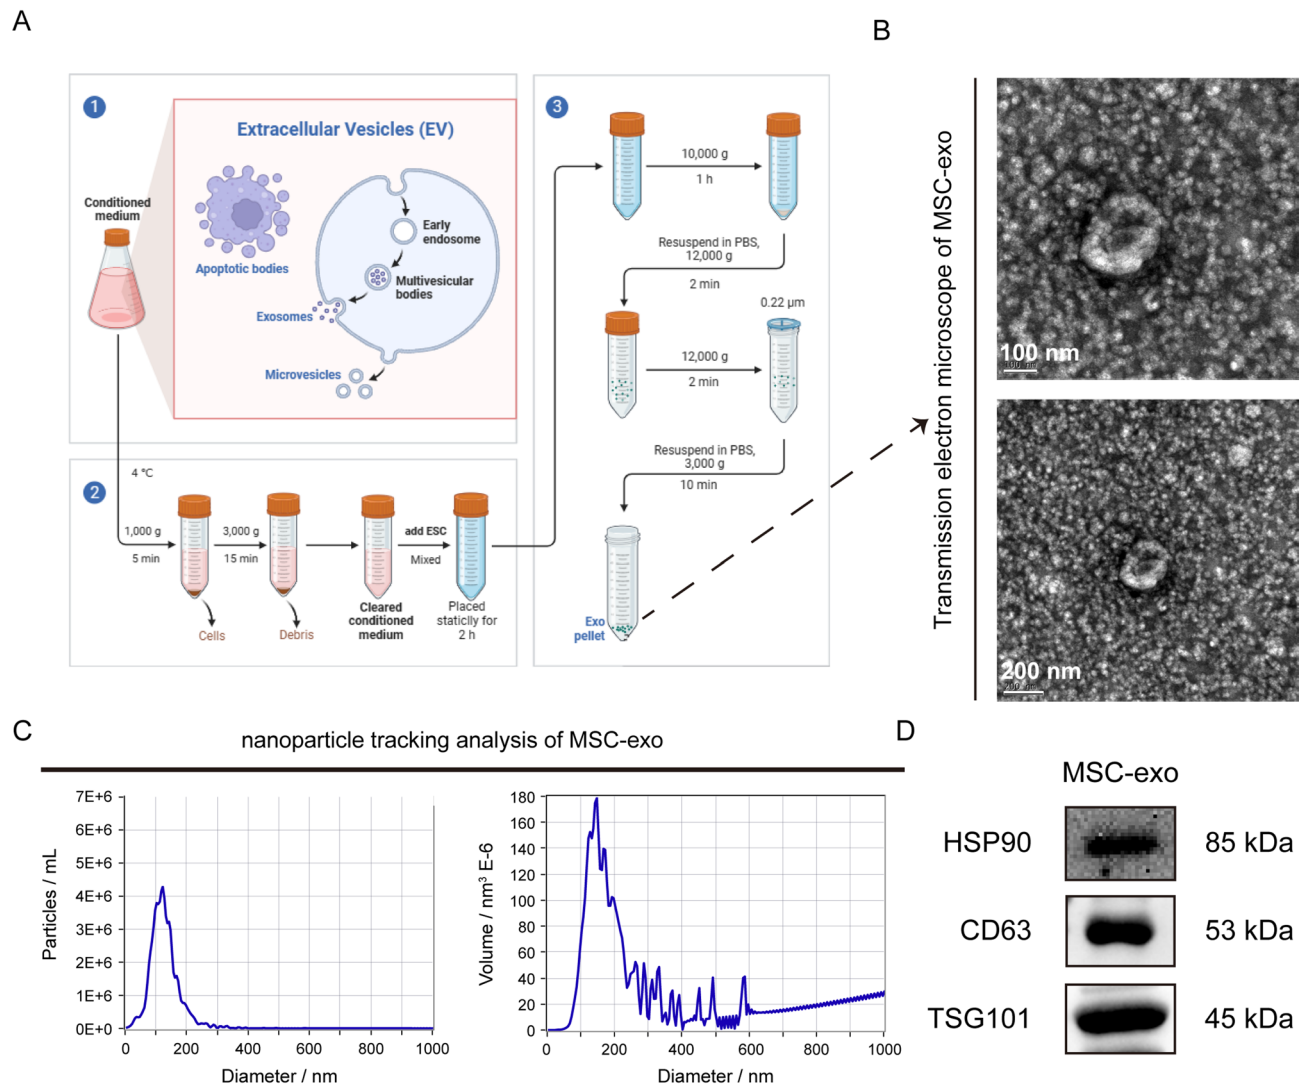 A
1
Extracellular Vesicles (EV)
Conditioned
medium
Apoptotic bodies
Early
endosome
Multivesicular
bodies
Exosomes
Microvesicles
4 °C
2
1,000 g
5 min
3,000 g
15 min
add ESC
Mixed
Cells
Debris
Cleared
conditioned
medium
Placed
staticlly for
2 h
3
10,000 g
1 h
Resuspend in PBS,
12,000 g
2 min
0.22 µm
12,000 g
2 min
Resuspend in PBS,
3,000 g
10 min
Exo
pellet
B
Transmission electron microscope of MSC-exo
100 nm
100 nm
200 nm
200 nm
C
nanoparticle tracking analysis of MSC-exo
Particles / mL
7E+6
6E+6
5E+6
4E+6
3E+6
2E+6
1E+6
0E+0
0 200 400 600 800 1000
Diameter / nm
Volume / nm³ E-6
180
160
140
120
100
80
60
40
20
0
0 200 400 600 800 1000
Diameter / nm
D
MSC-exo
HSP90 85 kDa
CD63 53 kDa
TSG101 45 kDa